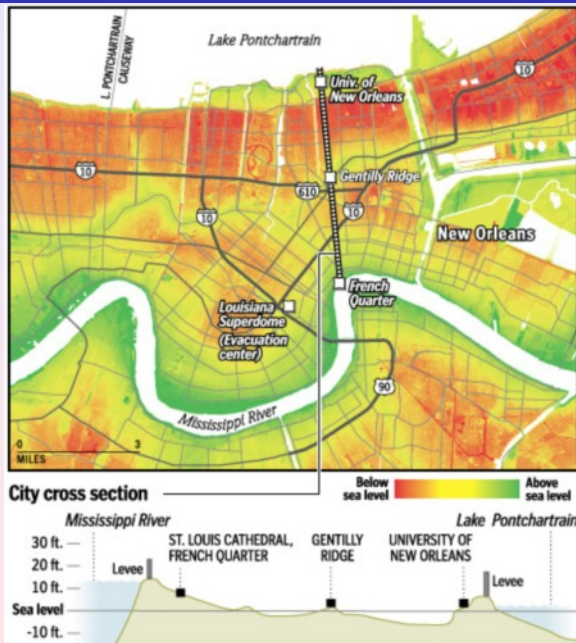 Lake Pontchartrain
L. PONTCHARTRAIN
CAUSEWAY
10
Univ. of
New Orleans
10
610
Gentilly Ridge
10
10
New Orleans
French
Quarter
Louisiana
Superdome
(Evacuation
center)
90
Mississippi River
0 3
MILES
City cross section
Below
sea level
Above
sea level
Mississippi River
Lake Pontchartrain
30 ft.
20 ft.
10 ft.
Sea level
-10 ft.
Levee
ST. LOUIS CATHEDRAL,
FRENCH QUARTER
GENTILLY
RIDGE
UNIVERSITY OF
NEW ORLEANS
Levee